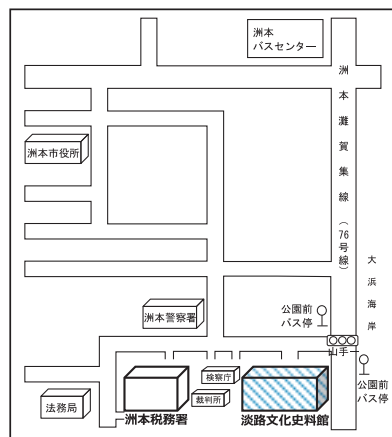 洲本
バスセンター
洲本灘賀集線（76号線）
洲本市役所
大浜海岸
洲本警察署
公園前
バス停
山手一
公園前
バス停
検察庁
裁判所
法務局
洲本税務署
淡路文化史料館